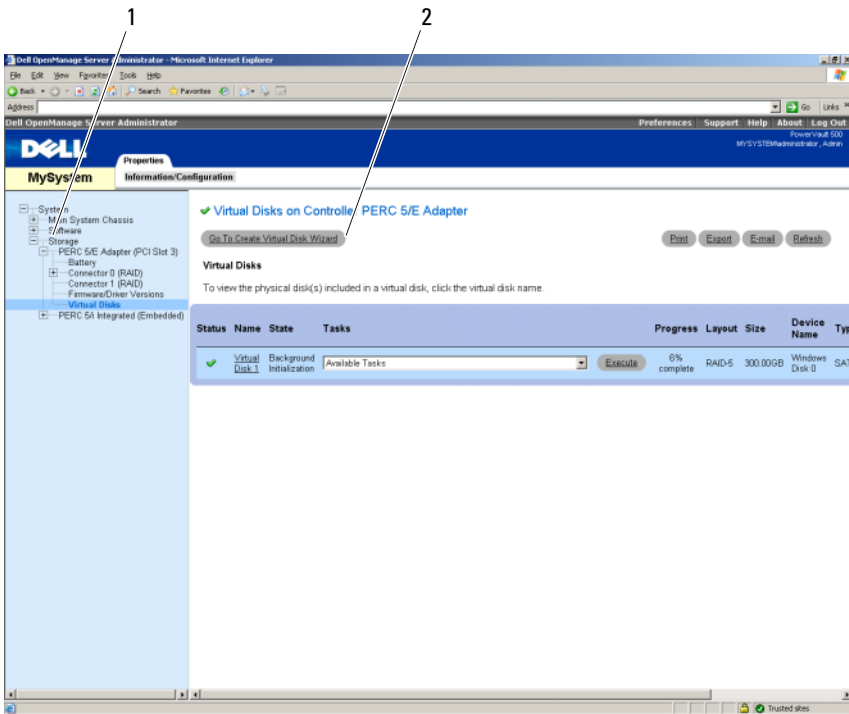 1 2
Dell OpenManage Server Administrator - Microsoft Internet Explorer
File Edit View Favorites Tools Help
Back Search Favorites
Address Go Links »
Dell OpenManage Server Administrator Preferences Support Help About Log Out
PowerVault 500
DELL
MYSYSTEM\administrator, Admin
Properties
MySystem Information/Configuration
System
Main System Chassis
Software
Storage
PERC 5/E Adapter (PCI Slot 3)
Battery
Connector 0 (RAID)
Connector 1 (RAID)
Firmware/Driver Versions
Virtual Disks
PERC 5/i Integrated (Embedded)
Virtual Disks on Controller PERC 5/E Adapter
Go To Create Virtual Disk Wizard Print Export E-mail Refresh
Virtual Disks
To view the physical disk(s) included in a virtual disk, click the virtual disk name.
Status Name State Tasks Progress Layout Size Device Name Typ
Virtual Disk 1 Background Initialization Available Tasks Execute 6% complete RAID-5 300.00GB Windows Disk 0 SAT
Trusted sites